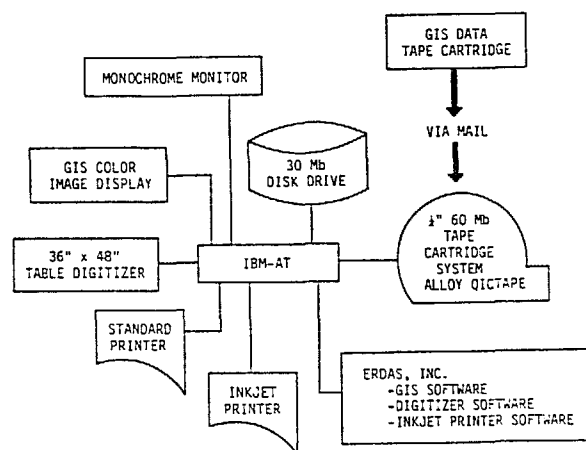 GIS DATA
TAPE CARTRIDGE
MONOCHROME MONITOR
VIA MAIL
GIS COLOR
IMAGE DISPLAY
30 Mb
DISK DRIVE
½" 60 Mb
TAPE
CARTRIDGE
SYSTEM
ALLOY QICTAPE
36" x 48"
TABLE DIGITIZER
IBM-AT
STANDARD
PRINTER
INKJET
PRINTER
ERDAS, INC.
-GIS SOFTWARE
-DIGITIZER SOFTWARE
-INKJET PRINTER SOFTWARE